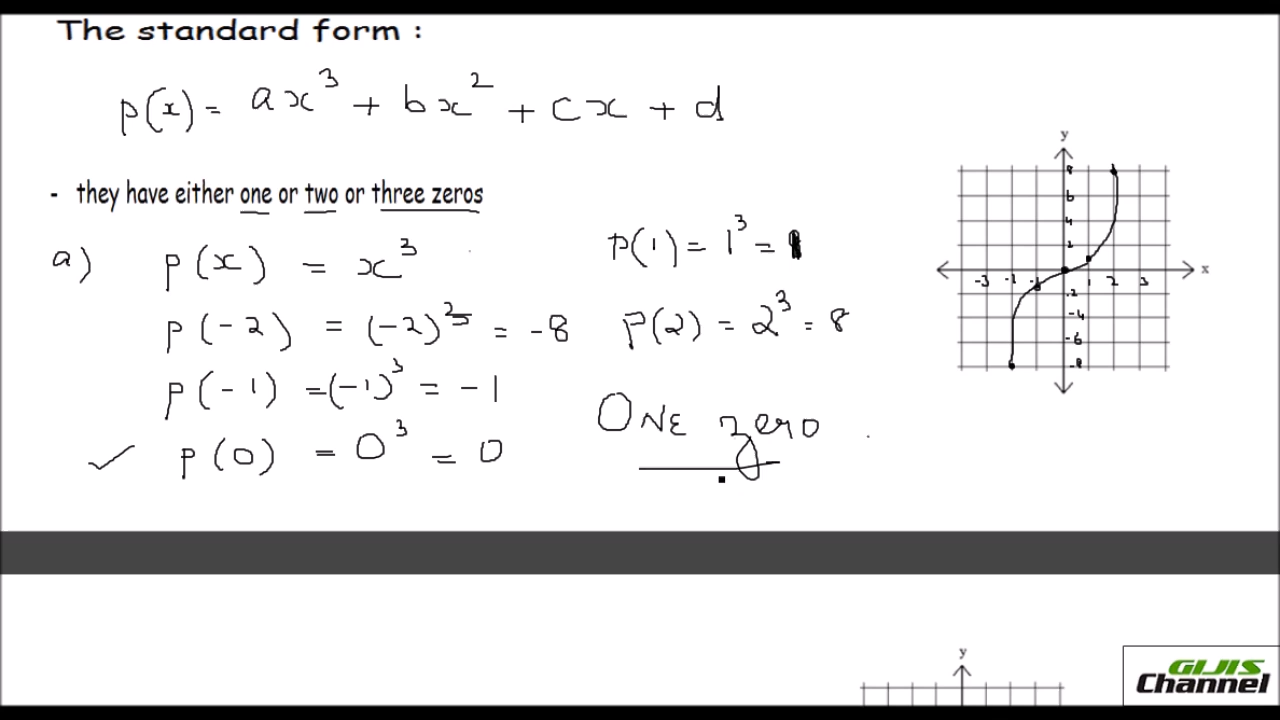 The standard form :
p(x) = ax³ + bx² + cx + d
- they have either one or two or three zeros
a) p(x) = x³
p(-2) = (-2)³ = -8
p(-1) = (-1)³ = -1
p(0) = 0³ = 0
p(1) = 1³ = 1
p(2) = 2³ = 8
ONE zero
y
8
6
4
2
-3 -1 -1 1 2 3 x
-2
-4
-6
-8
y
GIJIS
Channel